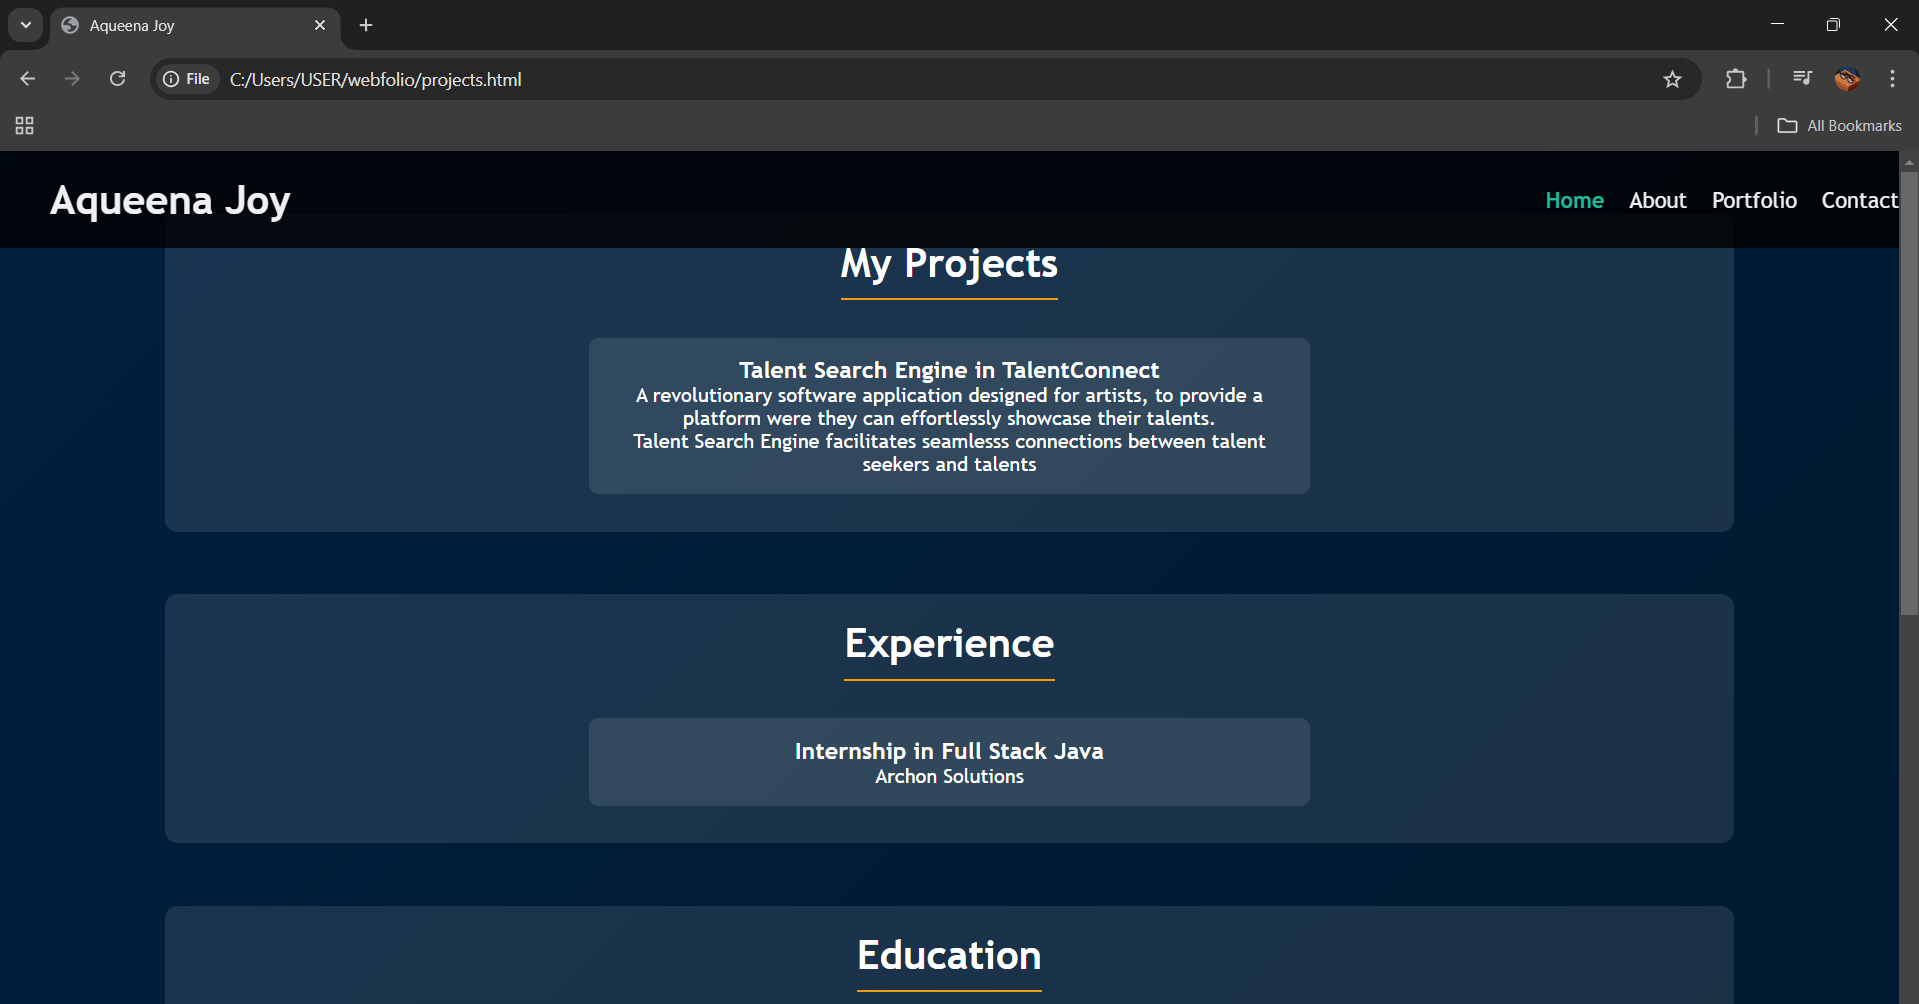 Aqueena Joy
File C:/Users/USER/webfolio/projects.html
All Bookmarks
Aqueena Joy
Home About Portfolio Contact
My Projects
Talent Search Engine in TalentConnect
A revolutionary software application designed for artists, to provide a
platform were they can effortlessly showcase their talents.
Talent Search Engine facilitates seamlesss connections between talent
seekers and talents
Experience
Internship in Full Stack Java
Archon Solutions
Education